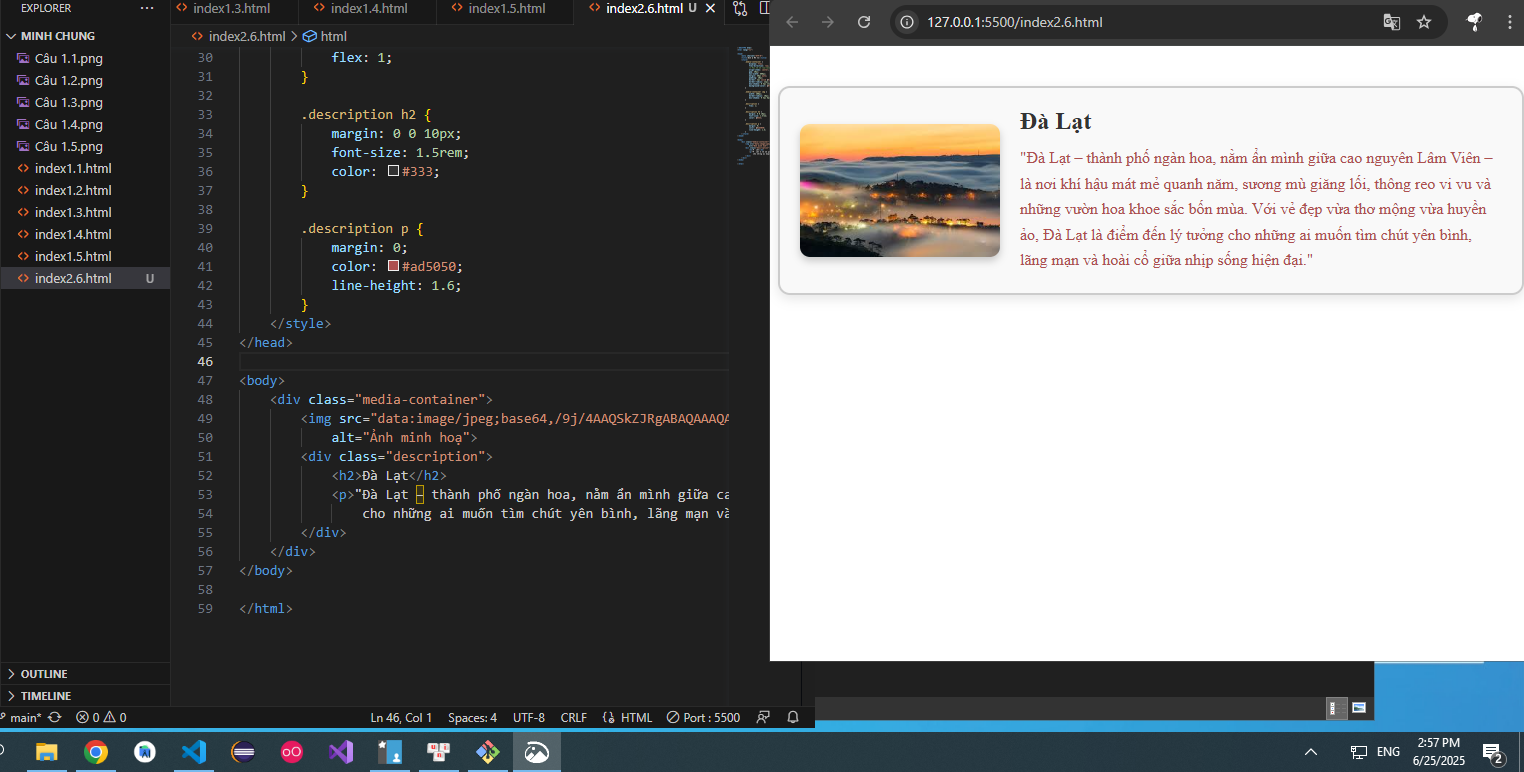 EXPLORER
MINH CHUNG
Câu 1.1.png
Câu 1.2.png
Câu 1.3.png
Câu 1.4.png
Câu 1.5.png
index1.1.html
index1.2.html
index1.3.html
index1.4.html
index1.5.html
index2.6.html U
OUTLINE
TIMELINE
index1.3.html index1.4.html index1.5.html index2.6.html U
index2.6.html > html
30 flex: 1;
31 }
32
33 .description h2 {
34 margin: 0 0 10px;
35 font-size: 1.5rem;
36 color: #333;
37 }
38
39 .description p {
40 margin: 0;
41 color: #ad5050;
42 line-height: 1.6;
43 }
44 </style>
45 </head>
46
47 <body>
48 <div class="media-container">
49 <img src="data:image/jpeg;base64,/9j/4AAQSkZJRgABAQAAAQA
50 alt="Ảnh minh hoạ">
51 <div class="description">
52 <h2>Đà Lạt</h2>
53 <p>"Đà Lạt – thành phố ngàn hoa, nằm ẩn mình giữa ca
54 cho những ai muốn tìm chút yên bình, lãng mạn và
55 </div>
56 </div>
57 </body>
58
59 </html>
main* 0 0 Ln 46, Col 1 Spaces: 4 UTF-8 CRLF {} HTML Port : 5500
127.0.0.1:5500/index2.6.html
Đà Lạt
"Đà Lạt – thành phố ngàn hoa, nằm ẩn mình giữa cao nguyên Lâm Viên –
là nơi khí hậu mát mẻ quanh năm, sương mù giăng lối, thông reo vi vu và
những vườn hoa khoe sắc bốn mùa. Với vẻ đẹp vừa thơ mộng vừa huyền
ảo, Đà Lạt là điểm đến lý tưởng cho những ai muốn tìm chút yên bình,
lãng mạn và hoài cổ giữa nhịp sống hiện đại."
ENG
2:57 PM
6/25/2025
2